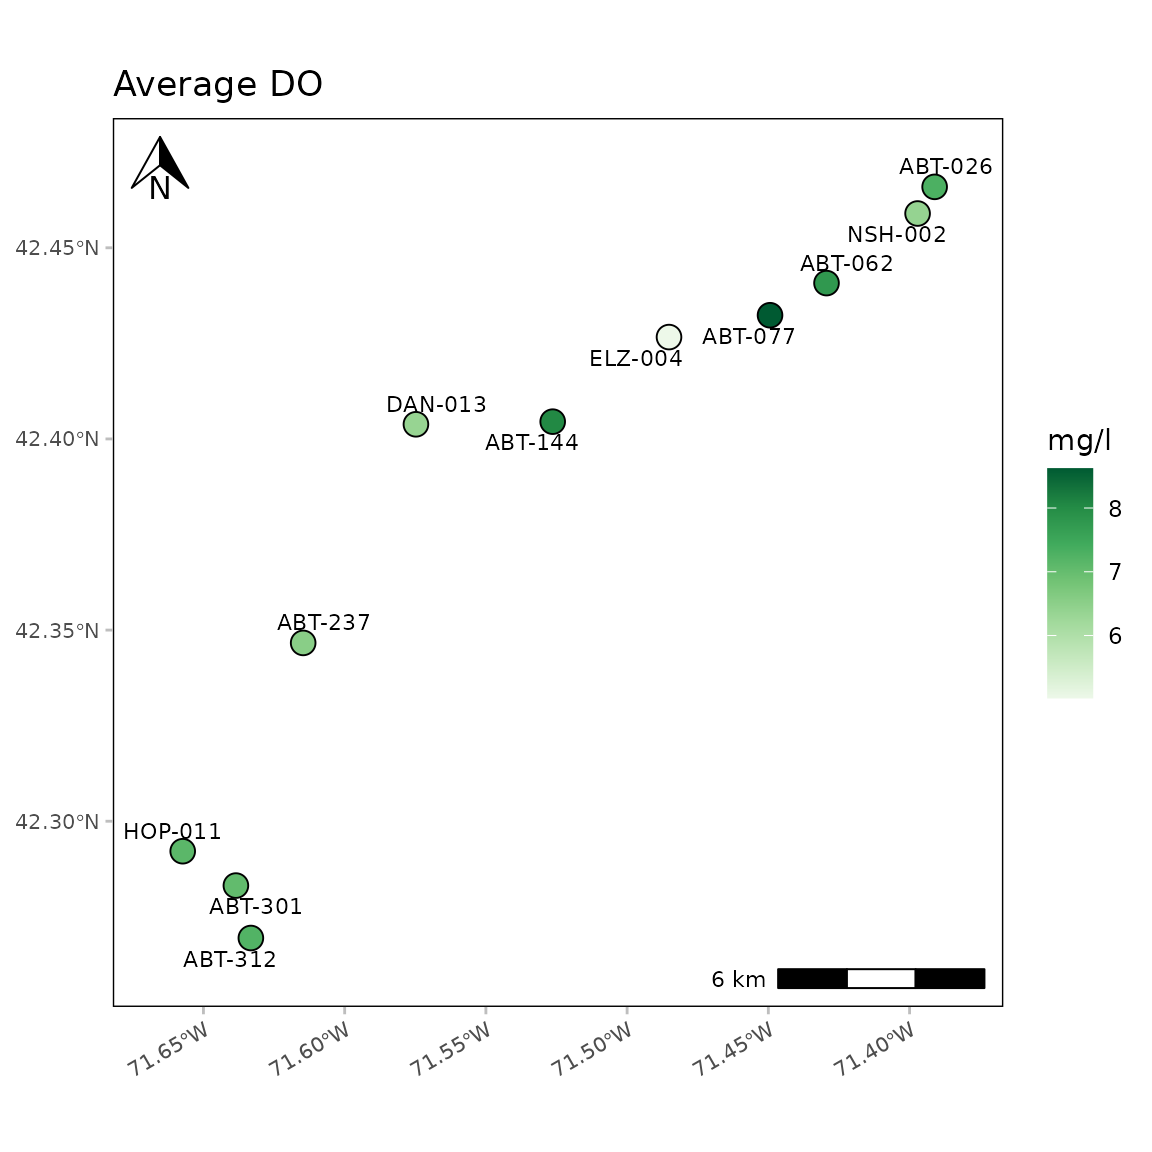 Average DO
N
ABT-026
NSH-002
ABT-062
ABT-077
ELZ-004
DAN-013
ABT-144
ABT-237
HOP-011
ABT-301
ABT-312
6 km
42.45°N
42.40°N
42.35°N
42.30°N
71.65°W
71.60°W
71.55°W
71.50°W
71.45°W
71.40°W
mg/l
8
7
6